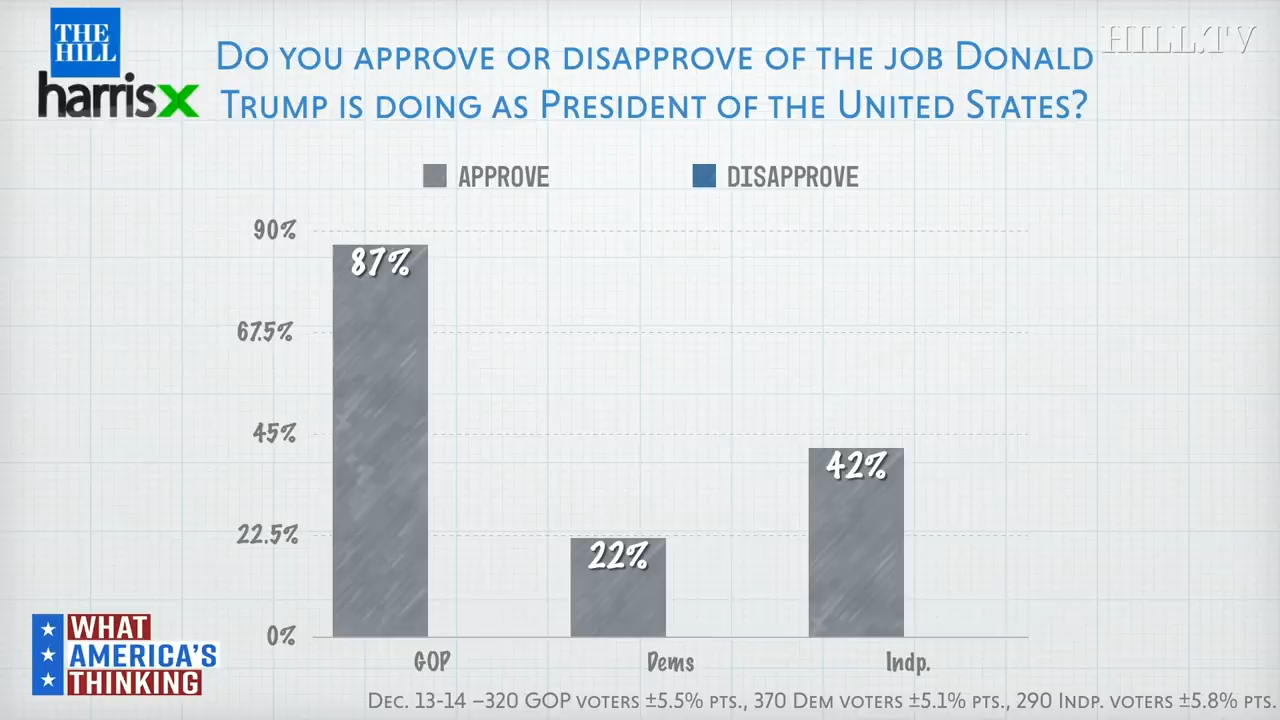 THE
HILL
harrisx
HILL.TV
DO YOU APPROVE OR DISAPPROVE OF THE JOB DONALD
TRUMP IS DOING AS PRESIDENT OF THE UNITED STATES?
APPROVE
DISAPPROVE
90%
87%
67.5%
45%
42%
22.5%
22%
0%
GOP
Dems
Indp.
WHAT
AMERICA'S
THINKING
DEC. 13-14 –320 GOP VOTERS ±5.5% PTS., 370 DEM VOTERS ±5.1% PTS., 290 INDP. VOTERS ±5.8% PTS.